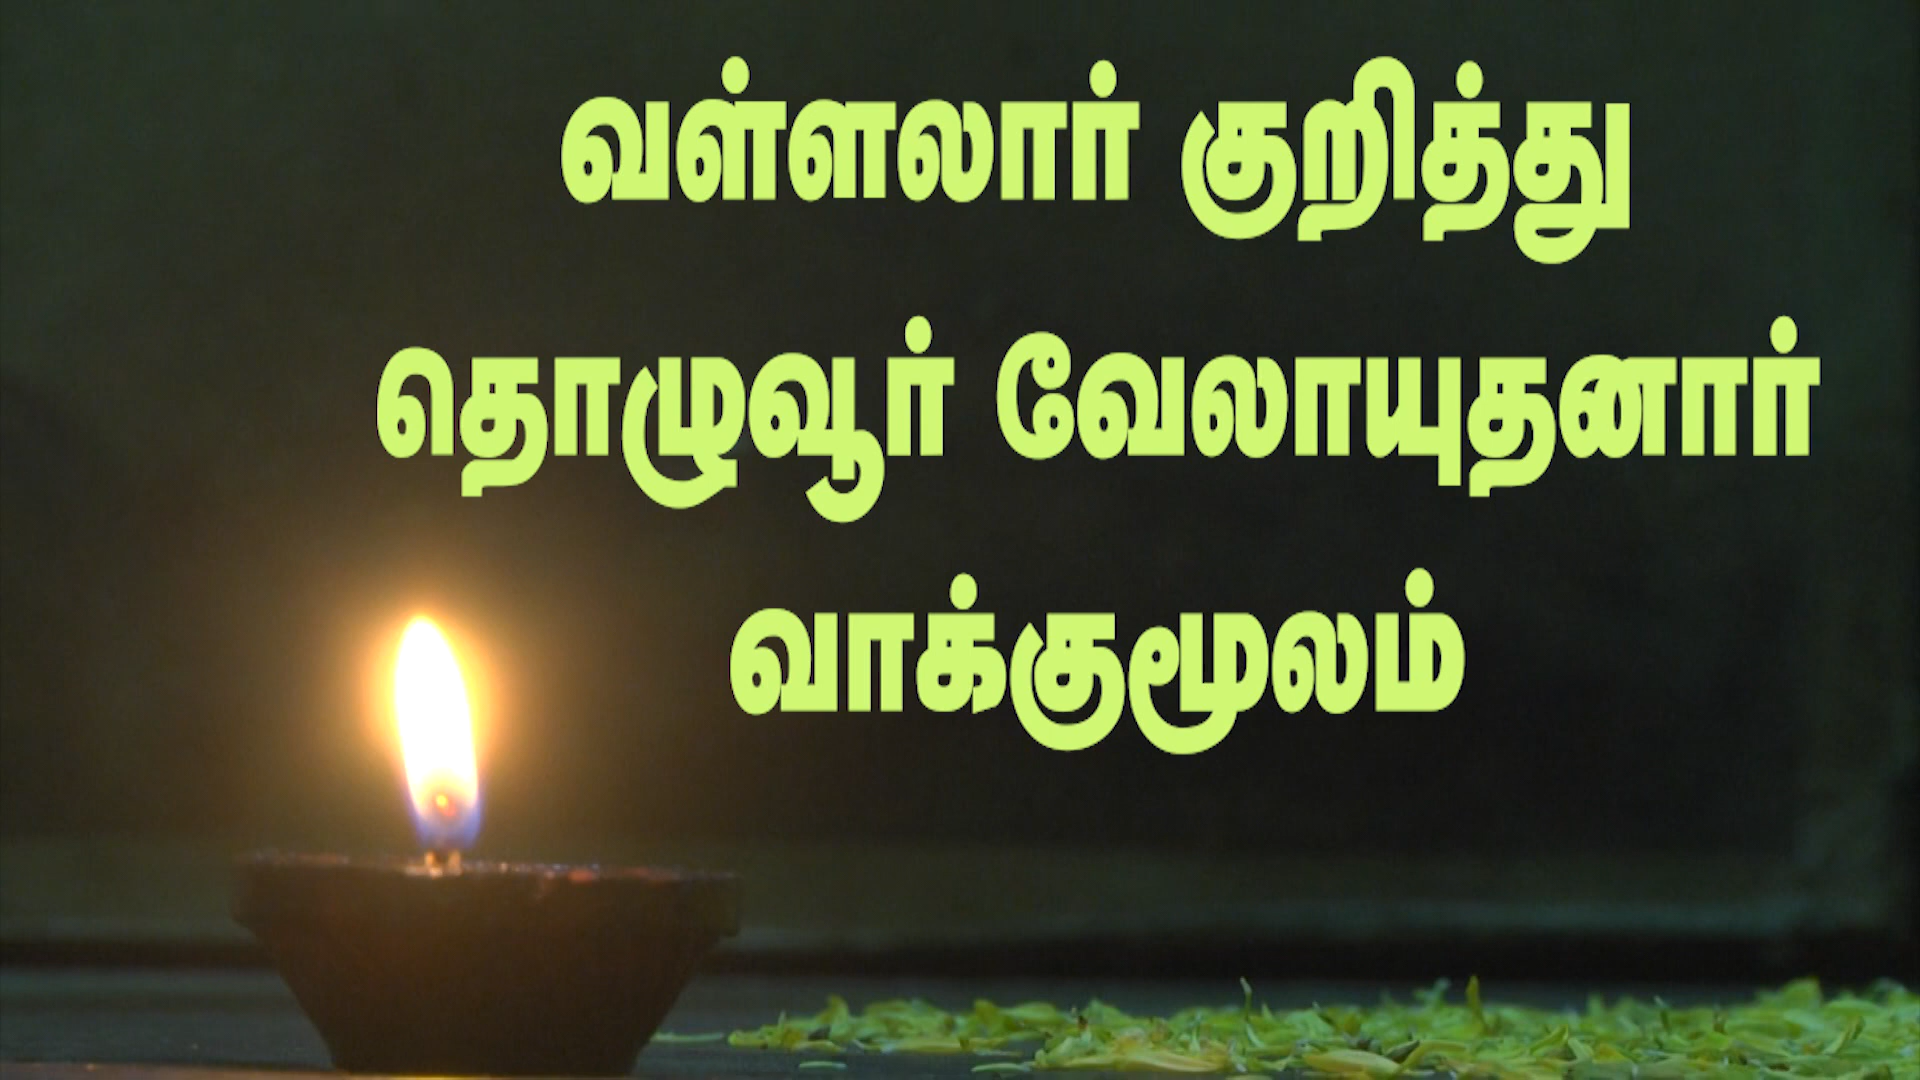 வள்ளலார் குறித்து
தொழுவூர் வேலாயுதனார்
வாக்குமூலம்